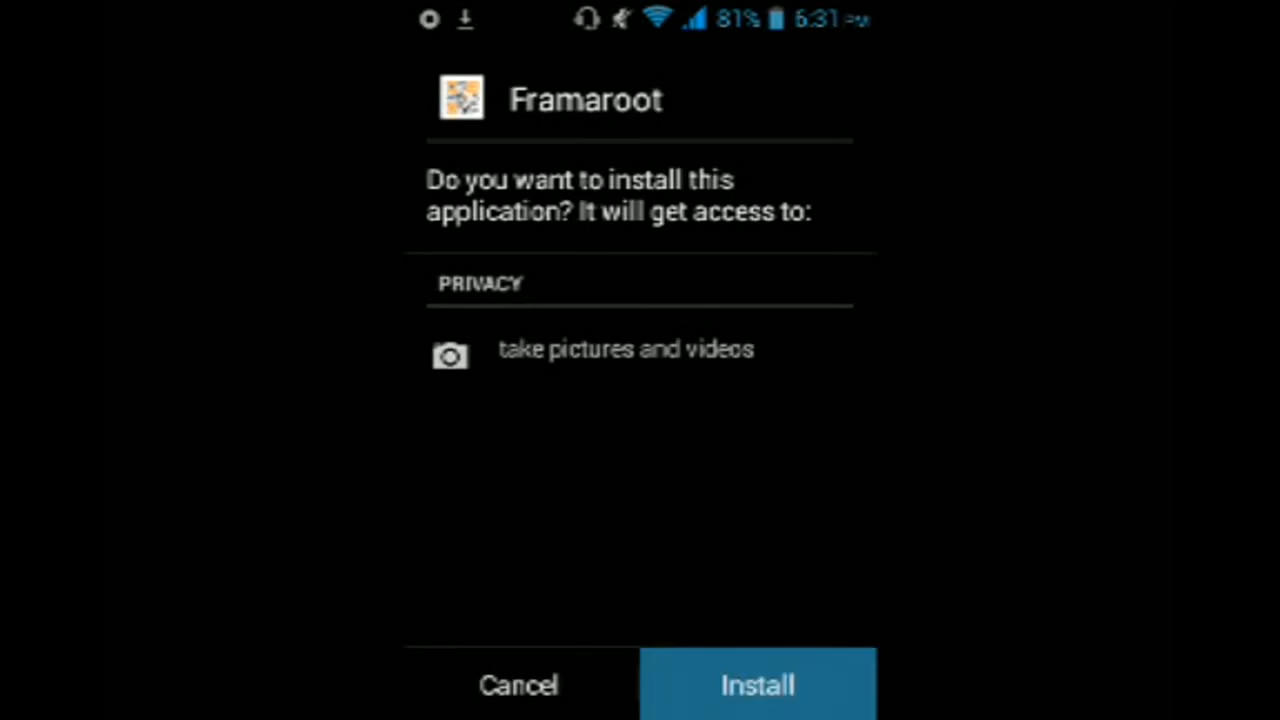 81% 6:31 PM
Framaroot
Do you want to install this
application? It will get access to:
PRIVACY
take pictures and videos
Cancel Install